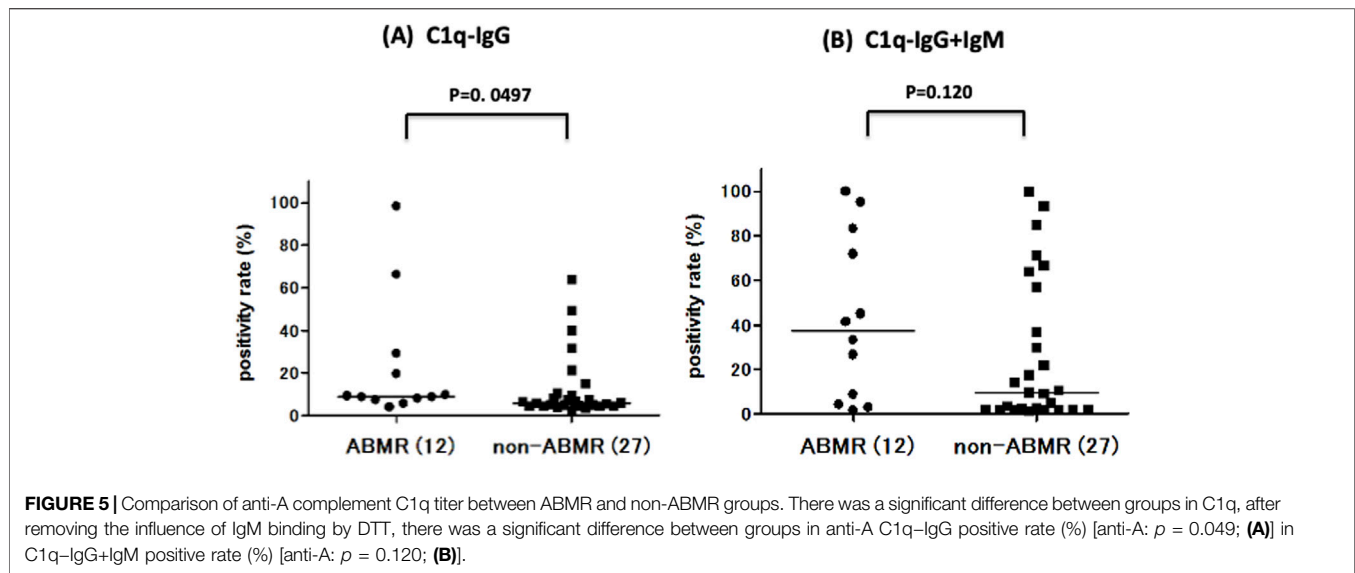 (A) C1q-IgG
P=0. 0497
positivity rate (%)
100
80
60
40
20
0
ABMR (12) non-ABMR (27)
(B) C1q-IgG+IgM
P=0.120
positivity rate (%)
100
80
60
40
20
0
ABMR (12) non-ABMR (27)
FIGURE 5 | Comparison of anti-A complement C1q titer between ABMR and non-ABMR groups. There was a significant difference between groups in C1q, after
removing the influence of IgM binding by DTT, there was a significant difference between groups in anti-A C1q–IgG positive rate (%) [anti-A: p = 0.049; (A)] in
C1q–IgG+IgM positive rate (%) [anti-A: p = 0.120; (B)].